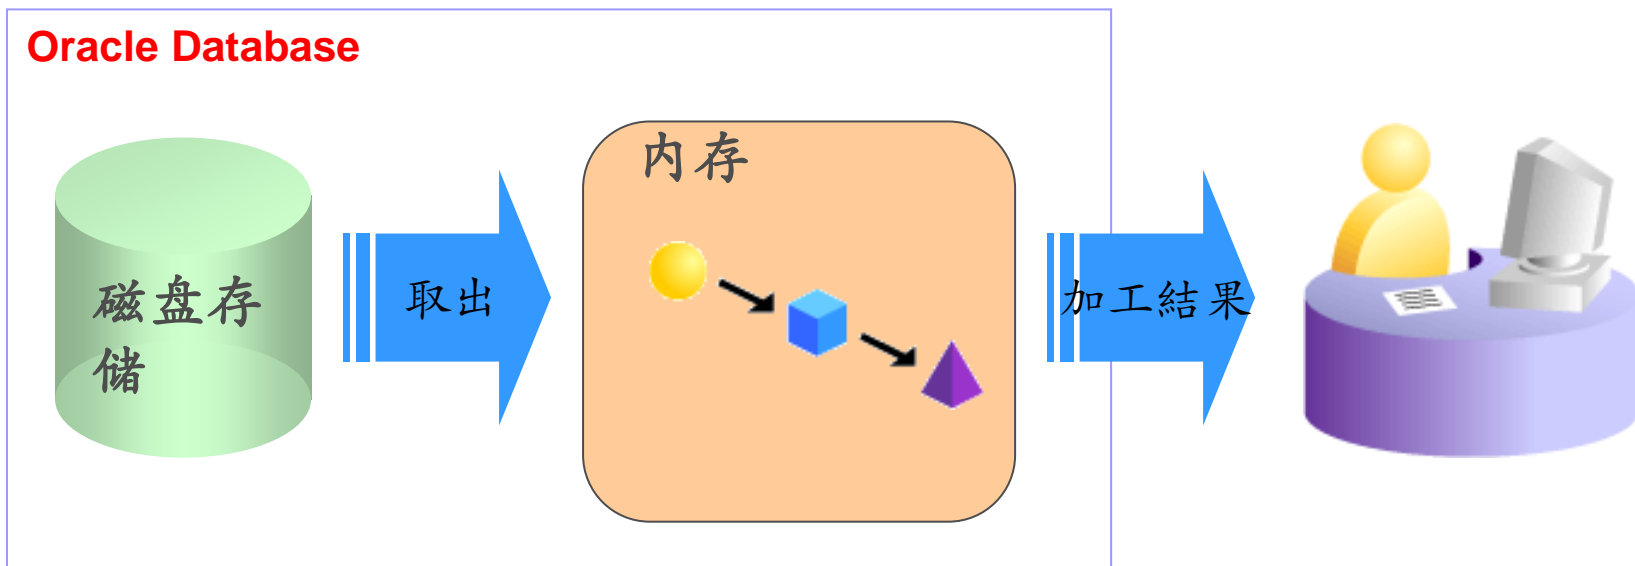 Oracle Database
内存
磁盘存
储
取出
加工結果